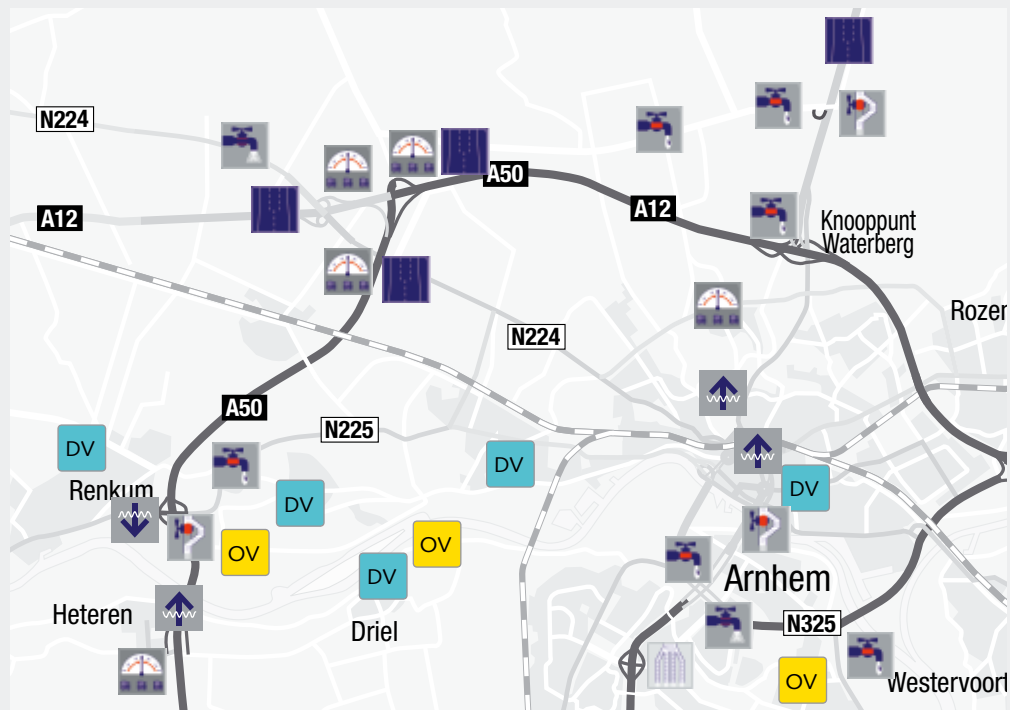 N224
A50
A12
A12
Knooppunt
Waterberg
Rozen
N224
A50
N225
DV
DV
Renkum
DV
DV
OV
OV
DV
Arnhem
Heteren
Driel
N325
OV
Westervoort